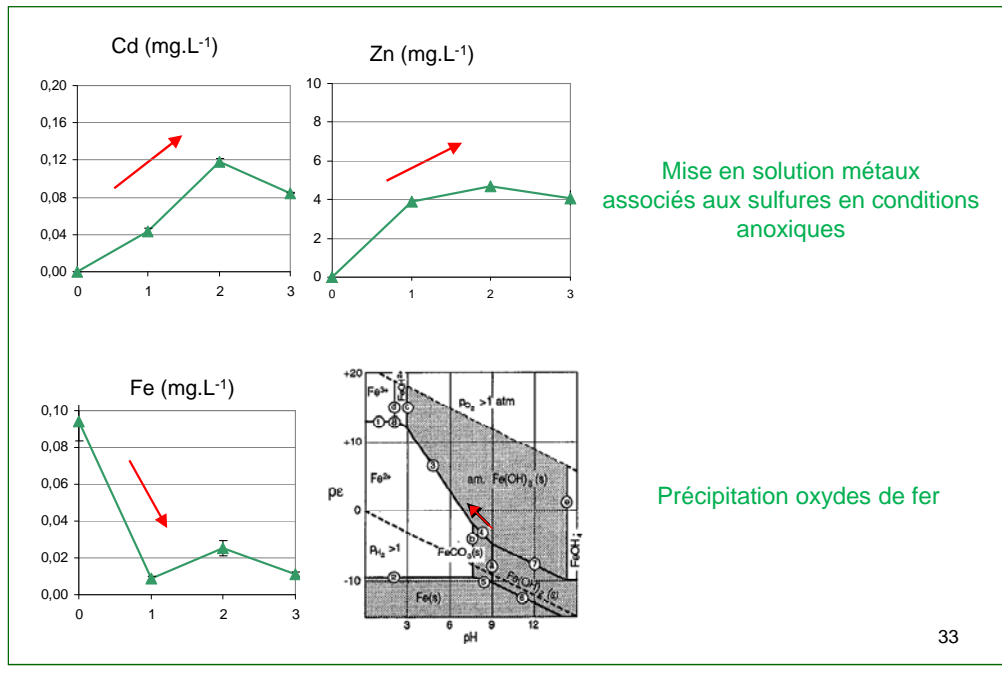 Cd (mg.L-1)
Zn (mg.L-1)
0,20
0,16
0,12
0,08
0,04
0,00
0 1 2 3
10
8
6
4
2
0
0 1 2 3
Mise en solution métaux
associés aux sulfures en conditions
anoxiques
Fe (mg.L-1)
0,10
0,08
0,06
0,04
0,02
0,00
0 1 2 3
+20
+10
0
-10
pε
Fe3+
pO2 >1 atm
am. Fe(OH)3 (s)
Fe2+
pH2 >1
FeCO3(s)
Fe(OH)2 (s)
Fe(s)
FeOH4-
3 6 9 12
pH
Précipitation oxydes de fer
33